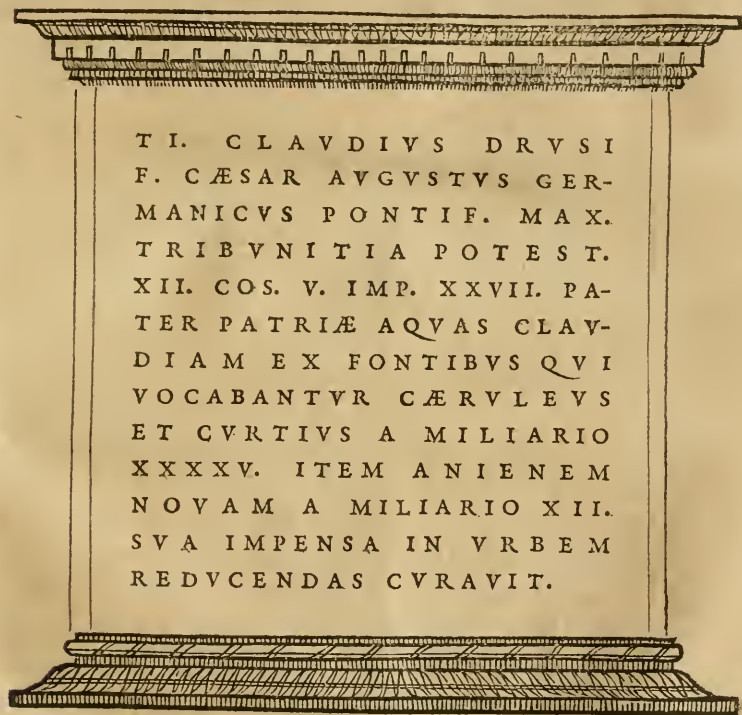 TI. CLAVDIVS DRVSI
F. CÆSAR AVGVSTVS GER-
MANICVS PONTIF. MAX.
TRIBVNITIA POTEST.
XII. COS. V. IMP. XXVII. PA-
TER PATRIÆ AQVAS CLAV-
DIAM EX FONTIBVS QVI
VOCABANTVR CÆRVLEVS
ET CVRTIVS A MILIARIO
XXXXV. ITEM ANIENEM
NOVAM A MILIARIO XII.
SVA IMPENSA IN VRBEM
REDVCENDAS CVRAVIT.